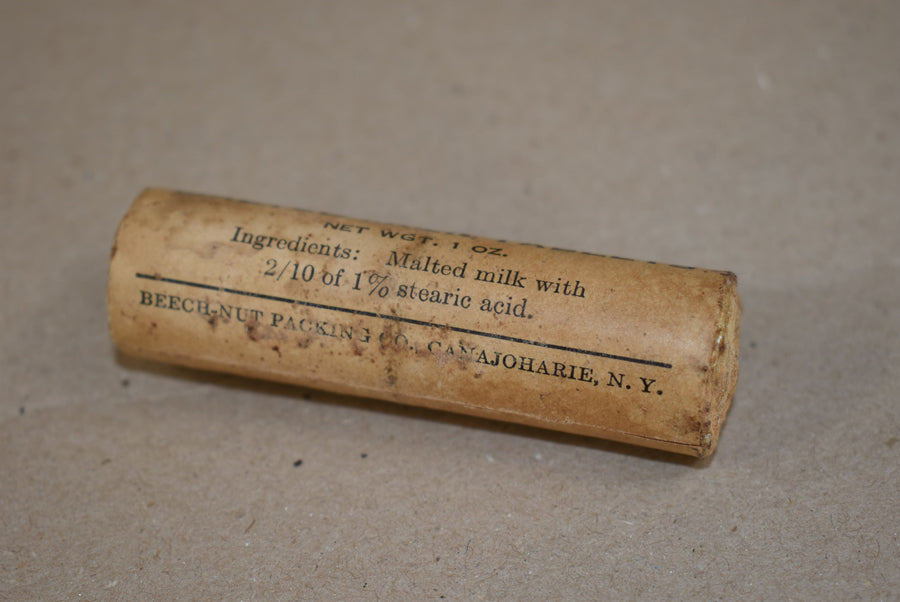 NET WGT. 1 OZ.
Ingredients: Malted milk with
2/10 of 1% stearic acid.
BEECH-NUT PACKING CO., CANAJOHARIE, N. Y.